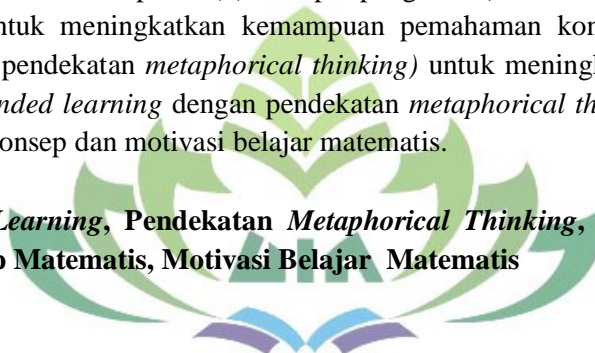 untuk meningkatkan kemampuan pemahaman kon
pendekatan metaphorical thinking) untuk meningk
nded learning dengan pendekatan metaphorical th
onsep dan motivasi belajar matematis.
Learning, Pendekatan Metaphorical Thinking,
Matematis, Motivasi Belajar Matematis